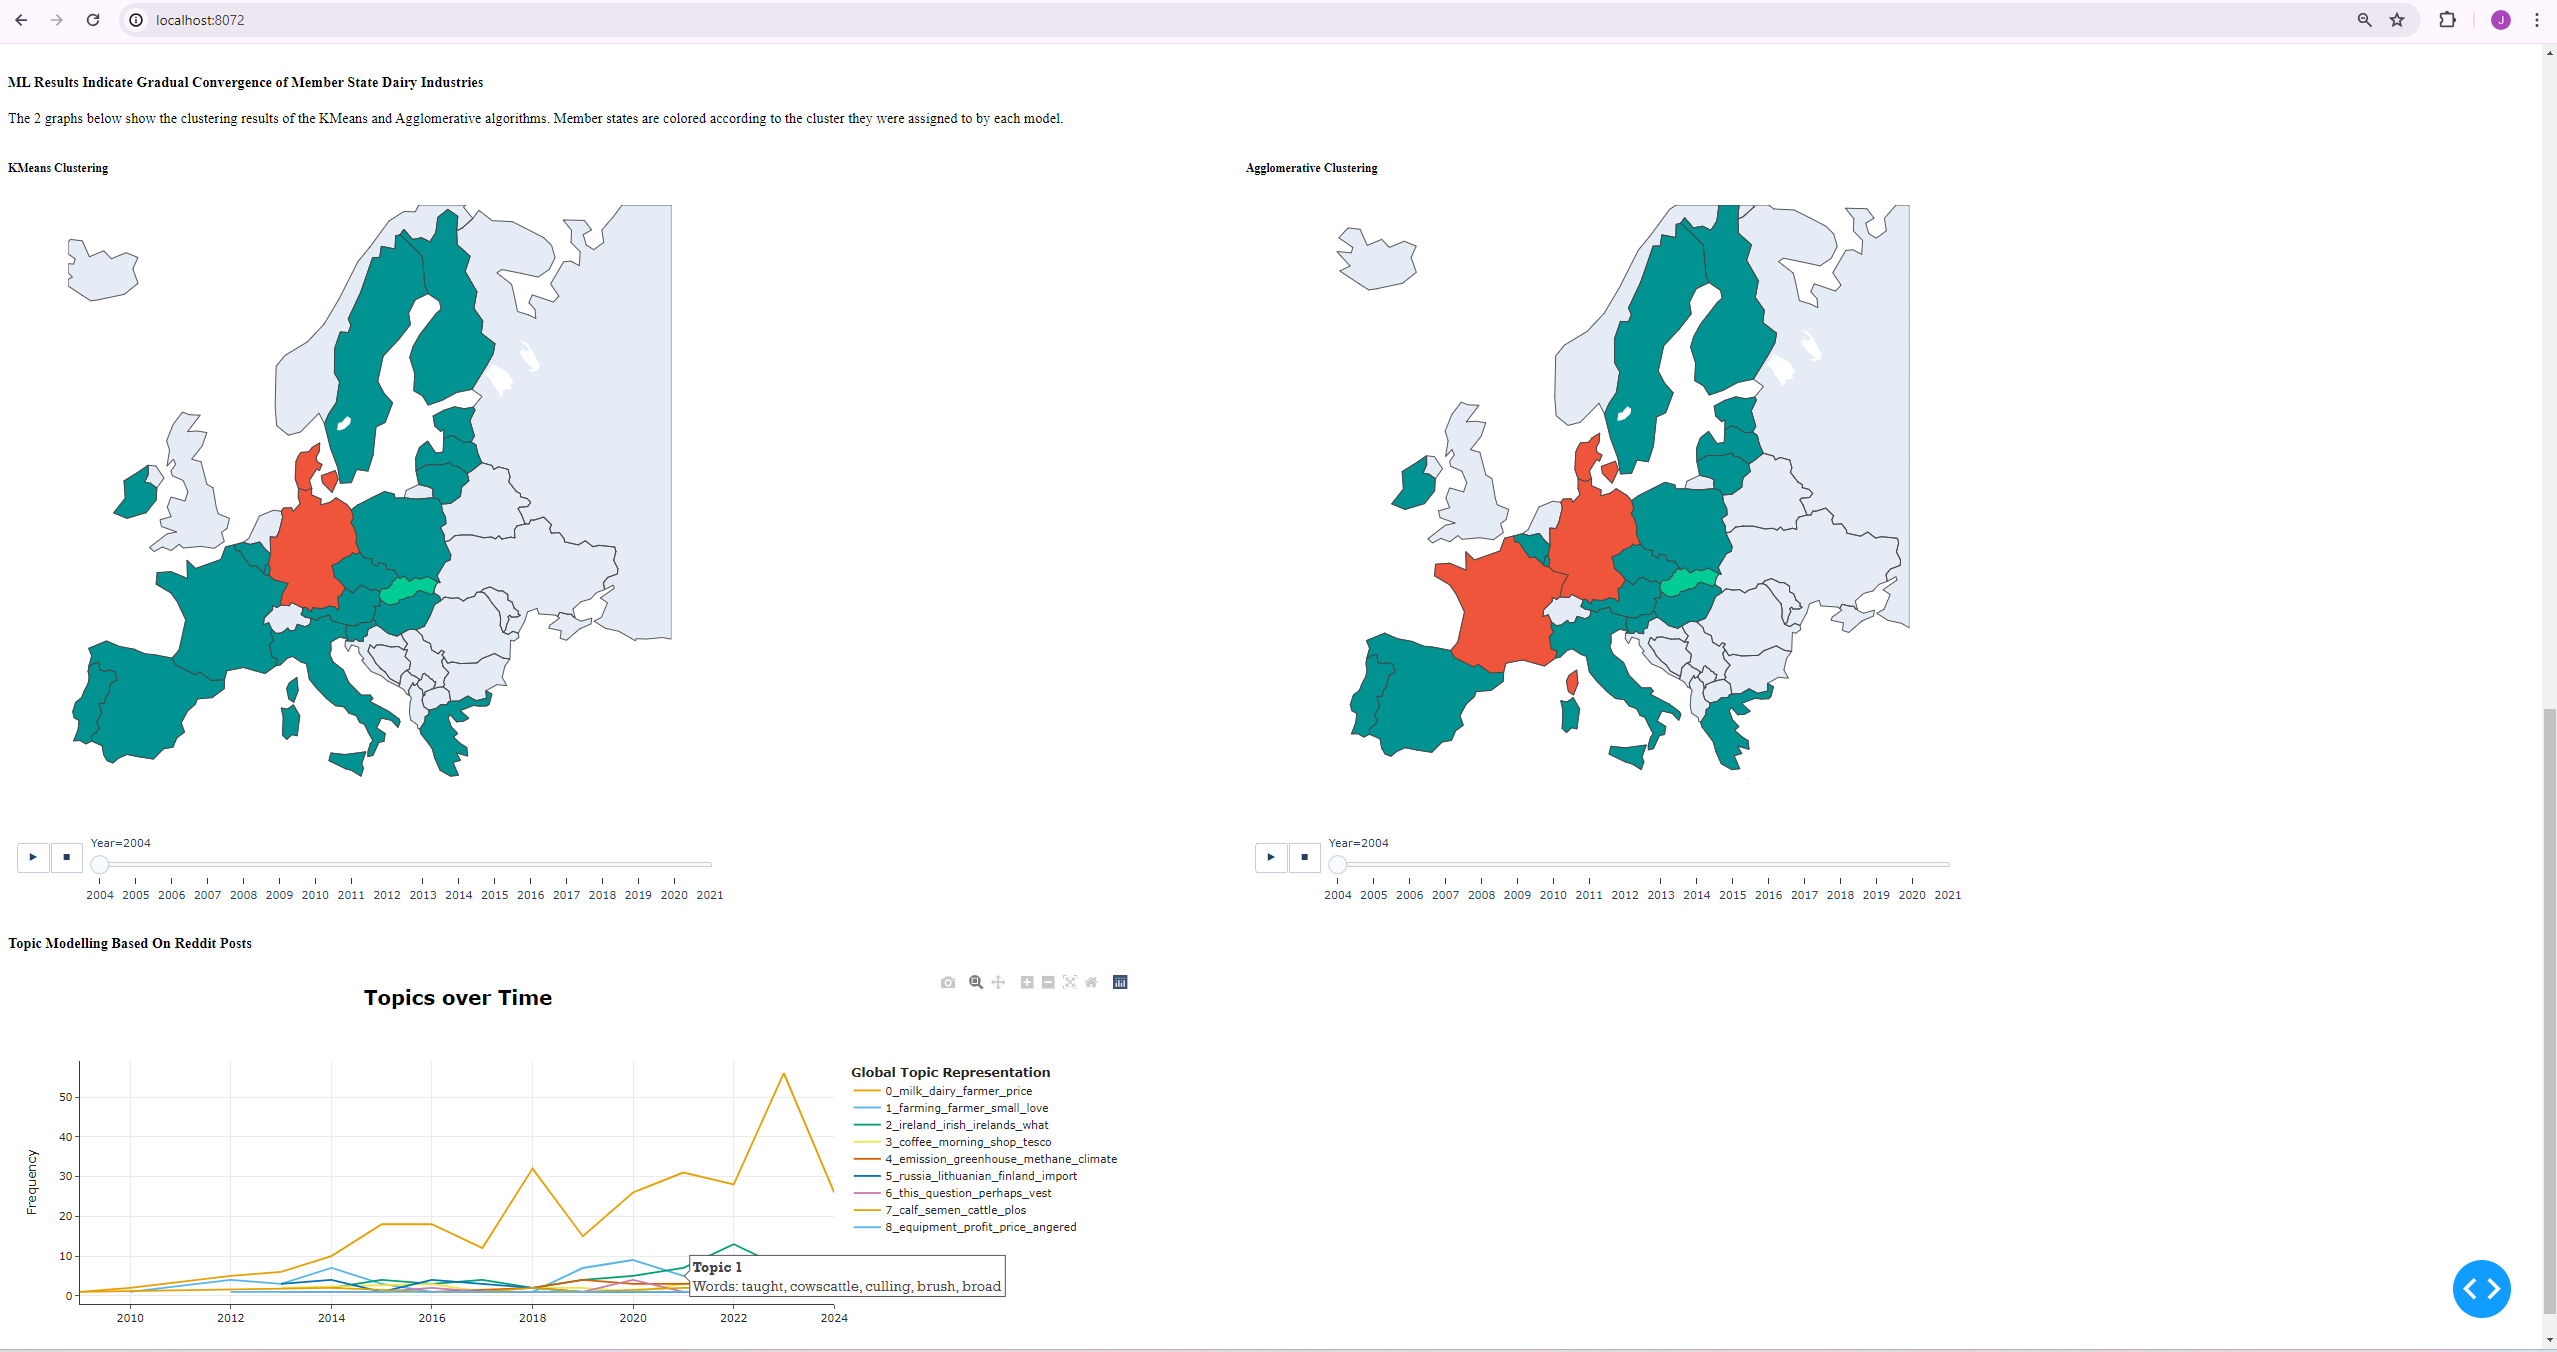 localhost:8072
J
ML Results Indicate Gradual Convergence of Member State Dairy Industries
The 2 graphs below show the clustering results of the KMeans and Agglomerative algorithms. Member states are colored according to the cluster they were assigned to by each model.
KMeans Clustering
Agglomerative Clustering
Year=2004
2004 2005 2006 2007 2008 2009 2010 2011 2012 2013 2014 2015 2016 2017 2018 2019 2020 2021
Year=2004
2004 2005 2006 2007 2008 2009 2010 2011 2012 2013 2014 2015 2016 2017 2018 2019 2020 2021
Topic Modelling Based On Reddit Posts
Topics over Time
Frequency
50
40
30
20
10
0
2010 2012 2014 2016 2018 2020 2022 2024
Global Topic Representation
0_milk_dairy_farmer_price
1_farming_farmer_small_love
2_ireland_irish_irelands_what
3_coffee_morning_shop_tesco
4_emission_greenhouse_methane_climate
5_russia_lithuanian_finland_import
6_this_question_perhaps_vest
7_calf_semen_cattle_plos
8_equipment_profit_price_angered
Topic 1
Words: taught, cowscattle, culling, brush, broad